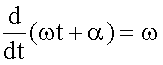 d/dt (ωt + α) = ω